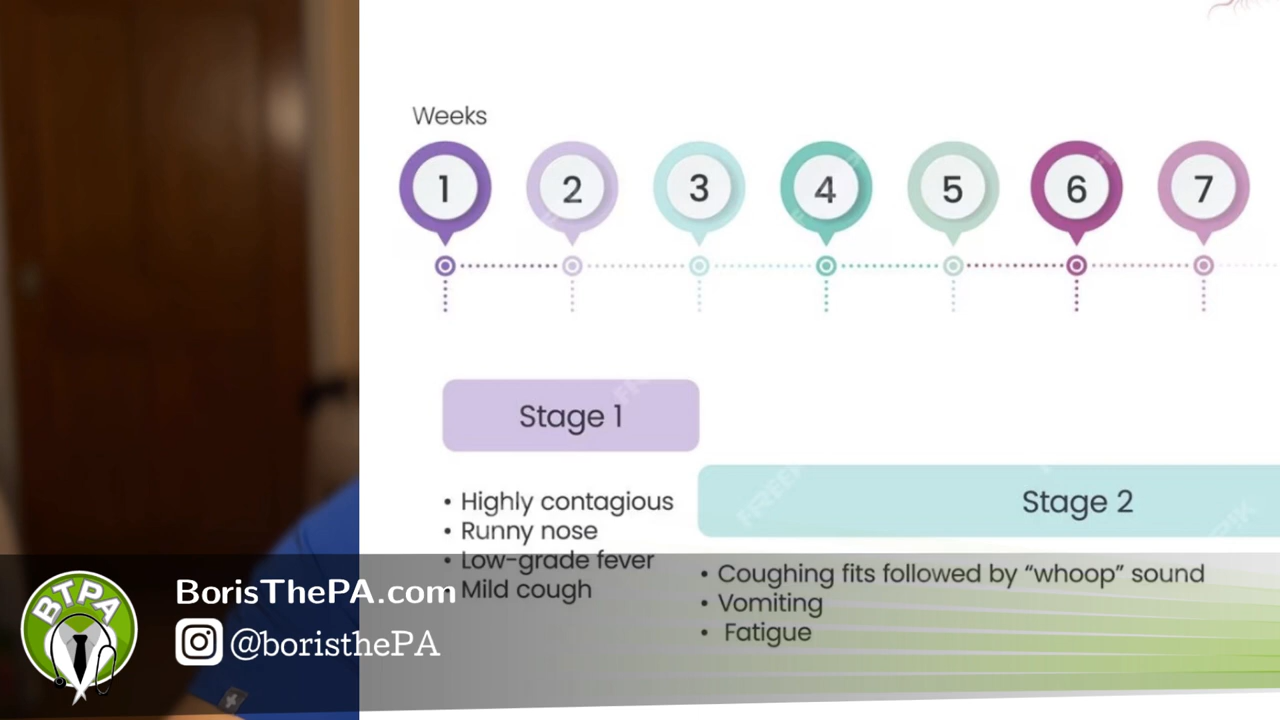 Weeks
1 2 3 4 5 6 7
Stage 1
• Highly contagious
• Runny nose
• Low-grade fever
• Mild cough
Stage 2
• Coughing fits followed by “whoop” sound
• Vomiting
• Fatigue
BTPA
BorisThePA.com
@boristhePA